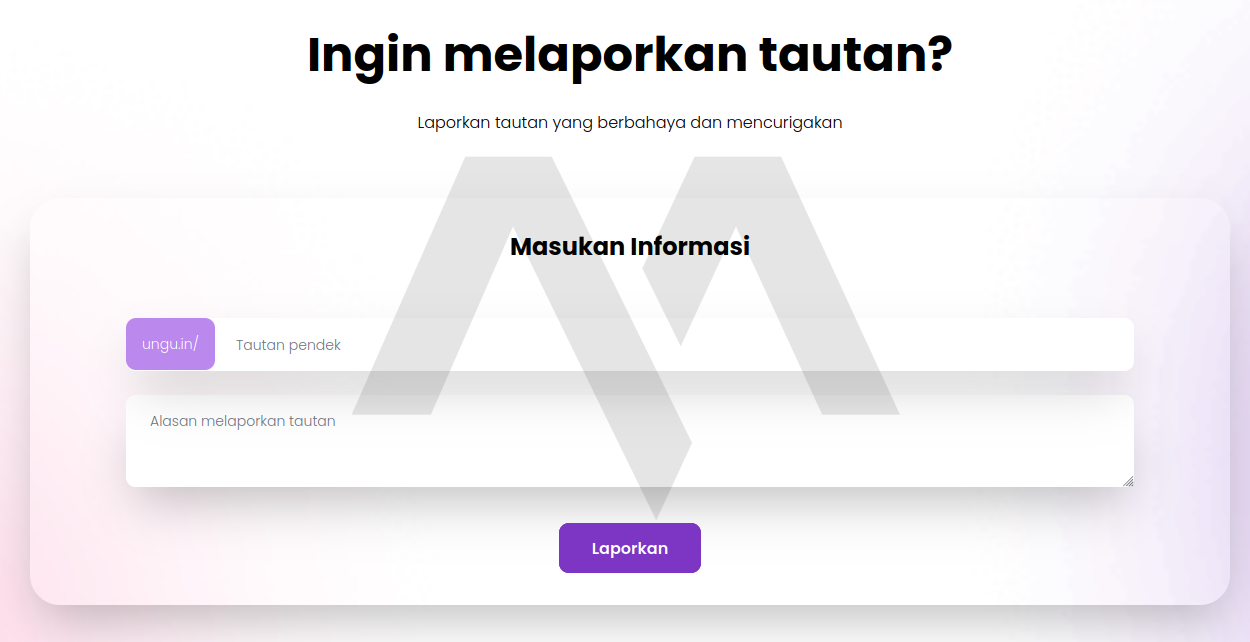 Ingin melaporkan tautan?
Laporkan tautan yang berbahaya dan mencurigakan
Masukan Informasi
ungu.in/ Tautan pendek
Alasan melaporkan tautan
Laporkan